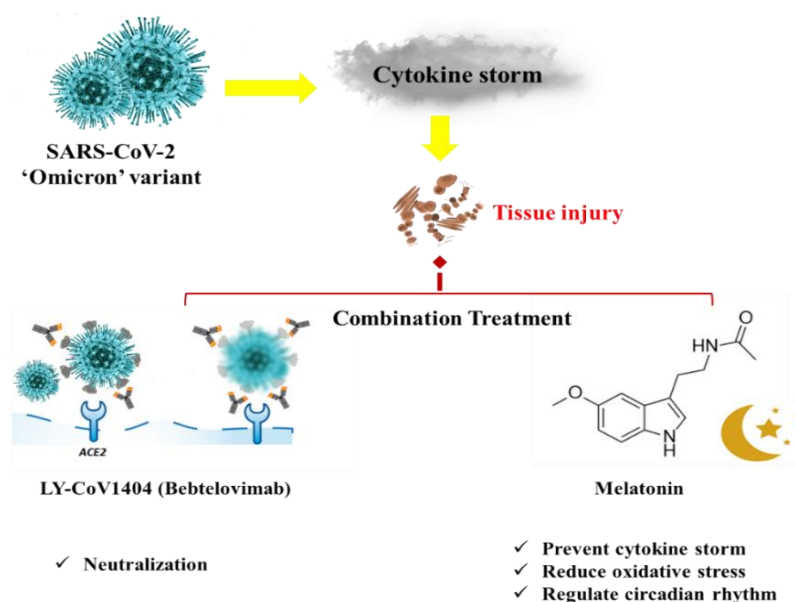 Cytokine storm
SARS-CoV-2
‘Omicron’ variant
Tissue injury
Combination Treatment
ACE2
O
HN
O
N
H
LY-CoV1404 (Bebtelovimab)
Melatonin
✓ Neutralization
✓ Prevent cytokine storm
✓ Reduce oxidative stress
✓ Regulate circadian rhythm